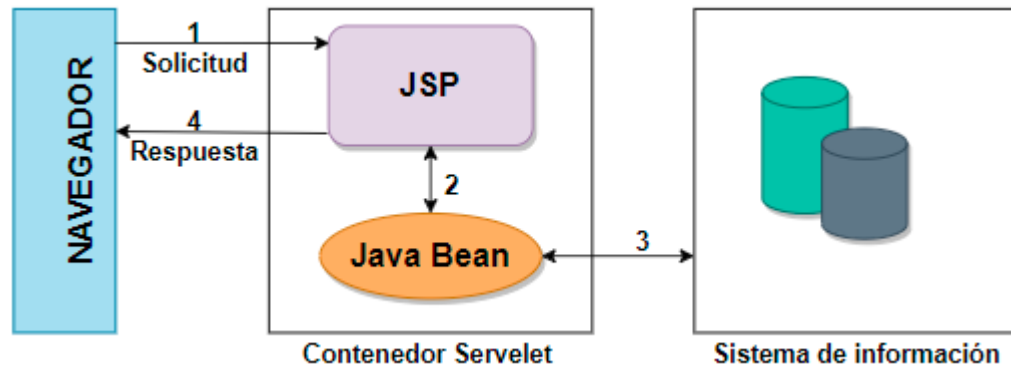 NAVEGADOR
1
Solicitud
4
Respuesta
JSP
2
Java Bean
3
Contenedor Servelet
Sistema de información